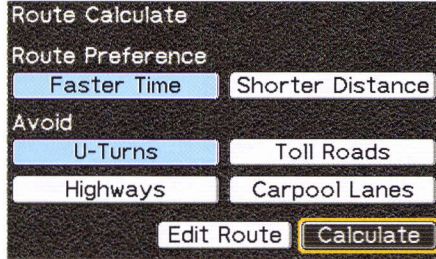 Route Calculate
Route Preference
Faster Time Shorter Distance
Avoid
U-Turns Toll Roads
Highways Carpool Lanes
Edit Route Calculate